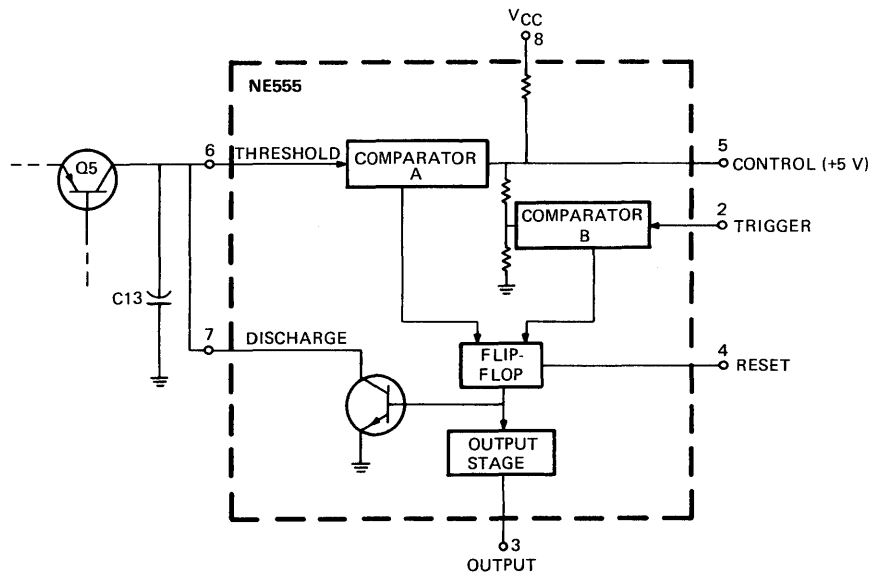 VCC
8
NE555
6
THRESHOLD
COMPARATOR
A
5
CONTROL (+5 V)
Q5
COMPARATOR
B
2
TRIGGER
C13
7
DISCHARGE
FLIP-
FLOP
4
RESET
OUTPUT
STAGE
3
OUTPUT